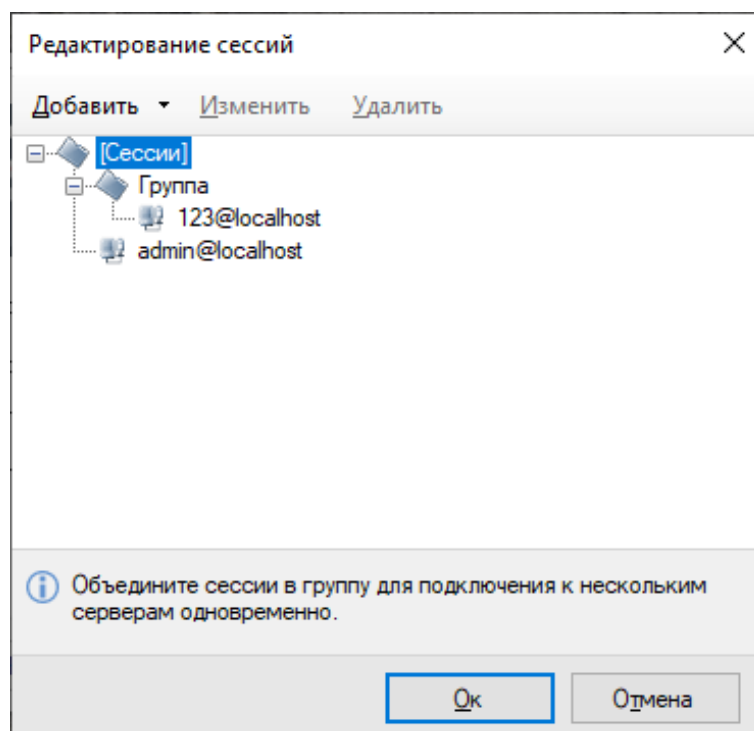 Редактирование сессий
Добавить Изменить Удалить
[Сессии]
Группа
123@localhost
admin@localhost
Объедините сессии в группу для подключения к нескольким
серверам одновременно.
Ок Отмена